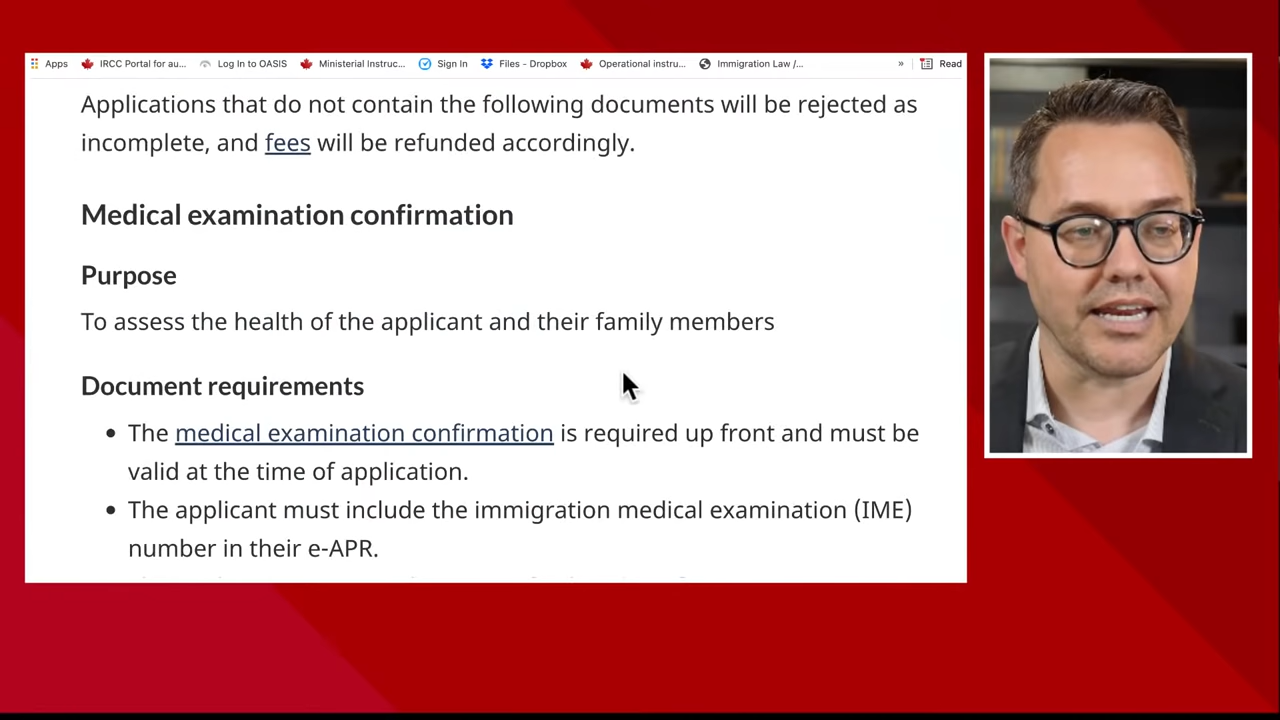 Apps IRCC Portal for au... Log In to OASIS Ministerial Instruc... Sign In Files - Dropbox Operational instru... Immigration Law /... » Read
Applications that do not contain the following documents will be rejected as
incomplete, and fees will be refunded accordingly.
Medical examination confirmation
Purpose
To assess the health of the applicant and their family members
Document requirements
• The medical examination confirmation is required up front and must be
valid at the time of application.
• The applicant must include the immigration medical examination (IME)
number in their e-APR.